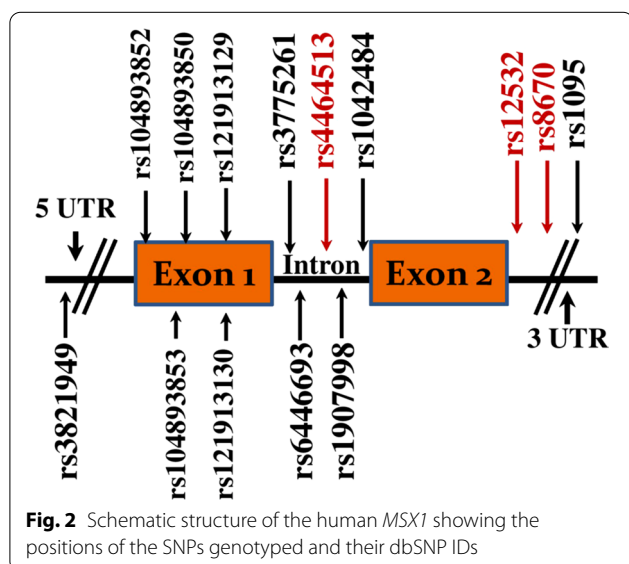 rs104893852
rs104893850
rs121913129
rs3775261
rs4464513
rs1042484
rs12532
rs8670
rs1095
5 UTR
Exon 1
Intron
Exon 2
3 UTR
rs3821949
rs104893853
rs121913130
rs6446693
rs1907998
Fig. 2 Schematic structure of the human MSX1 showing the
positions of the SNPs genotyped and their dbSNP IDs